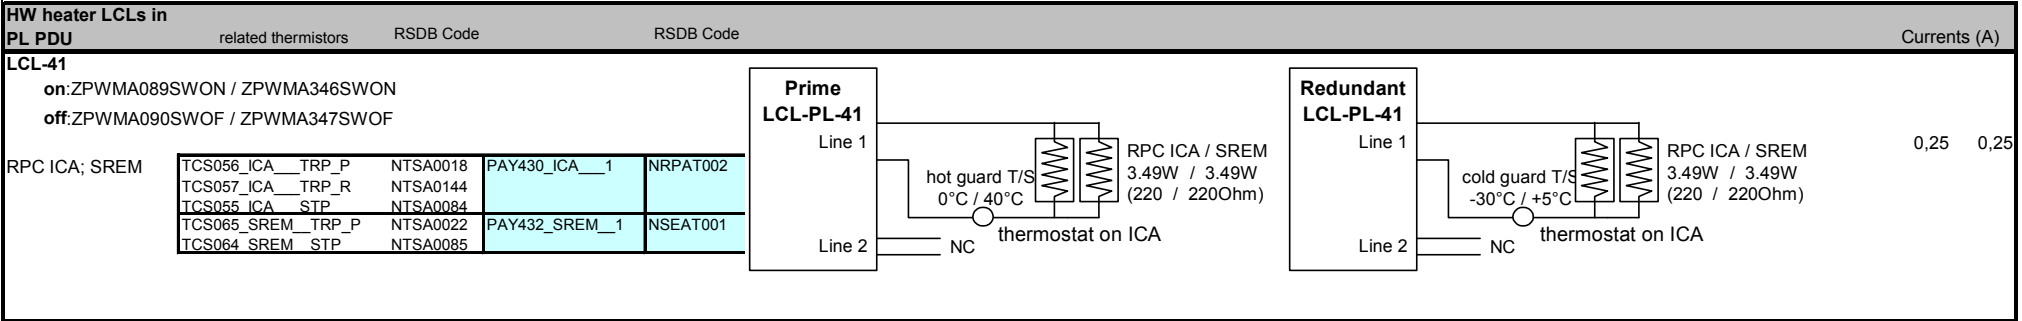 HW heater LCLs in
PL PDU related thermistors RSDB Code RSDB Code Currents (A)
LCL-41
on:ZPWMA089SWON / ZPWMA346SWON
off:ZPWMA090SWOF / ZPWMA347SWOF
RPC ICA; SREM
TCS056_ICA___TRP_P NTSA0018 PAY430_ICA___1 NRPAT002
TCS057_ICA___TRP_R NTSA0144
TCS055_ICA___STP NTSA0084
TCS065_SREM__TRP_P NTSA0022 PAY432_SREM__1 NSEAT001
TCS064_SREM__STP NTSA0085
Prime
LCL-PL-41
Line 1
hot guard T/S
0°C / 40°C
RPC ICA / SREM
3.49W / 3.49W
(220 / 220Ohm)
thermostat on ICA
Line 2
NC
Redundant
LCL-PL-41
Line 1
cold guard T/S
-30°C / +5°C
RPC ICA / SREM
3.49W / 3.49W
(220 / 220Ohm)
thermostat on ICA
Line 2
NC
0,25 0,25